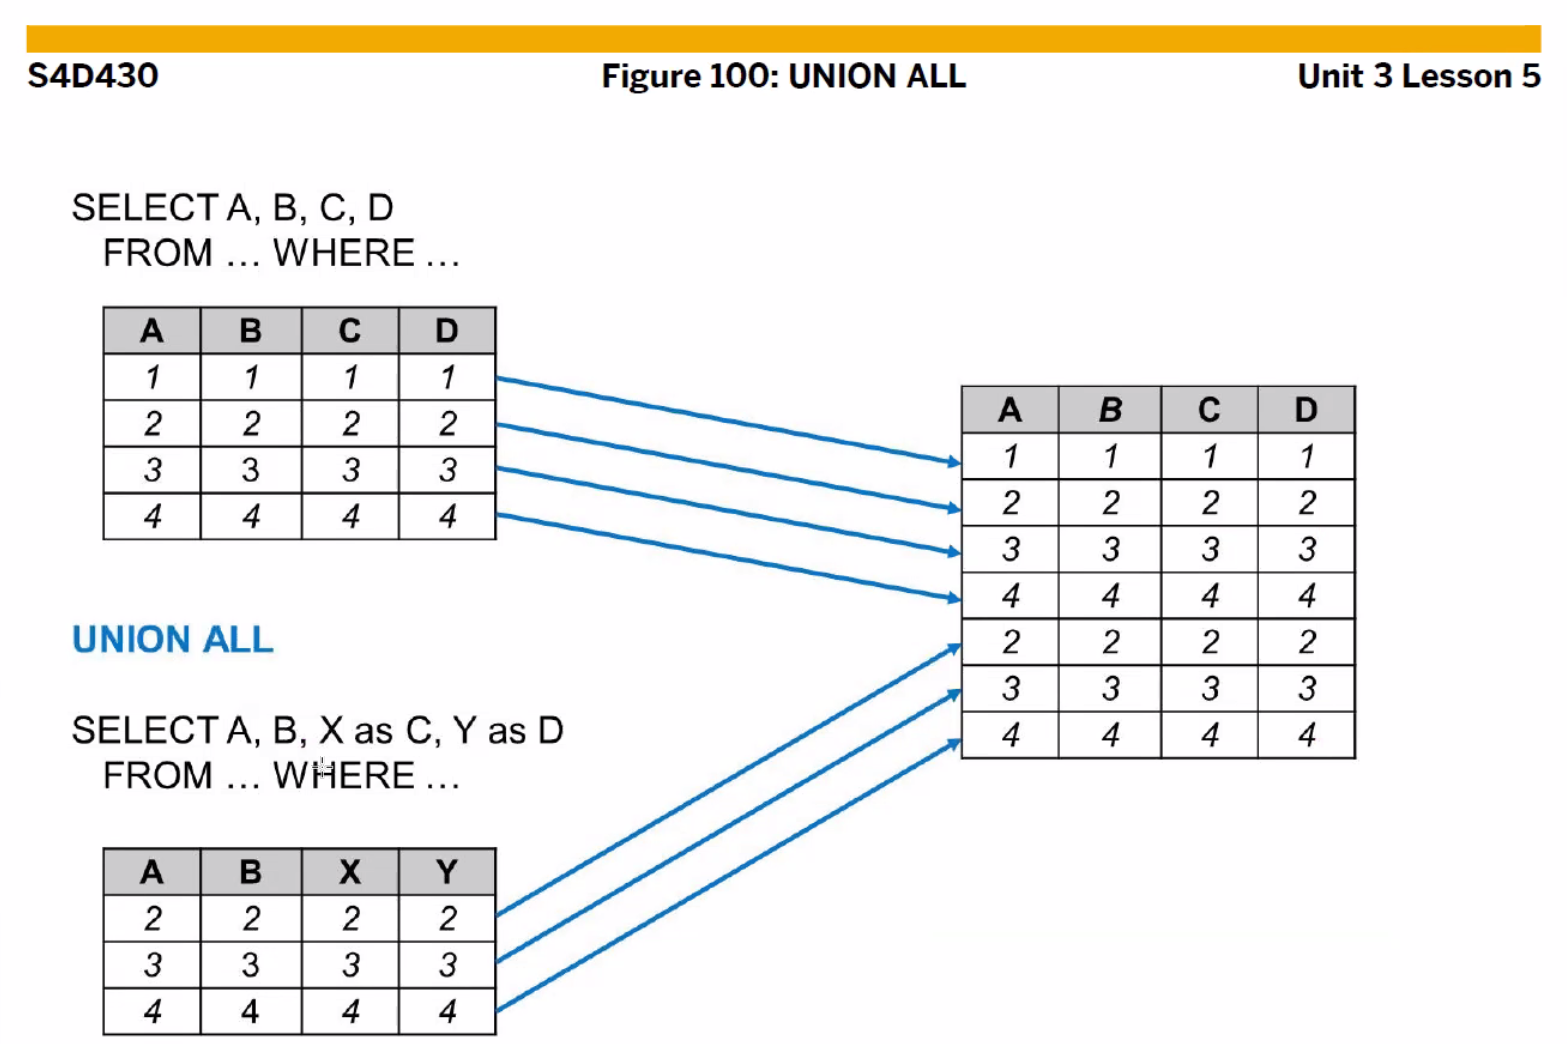 S4D430 Figure 100: UNION ALL Unit 3 Lesson 5
SELECT A, B, C, D
FROM … WHERE …
A B C D
1 1 1 1
2 2 2 2
3 3 3 3
4 4 4 4
UNION ALL
SELECT A, B, X as C, Y as D
FROM … WHERE …
A B X Y
2 2 2 2
3 3 3 3
4 4 4 4
A B C D
1 1 1 1
2 2 2 2
3 3 3 3
4 4 4 4
2 2 2 2
3 3 3 3
4 4 4 4